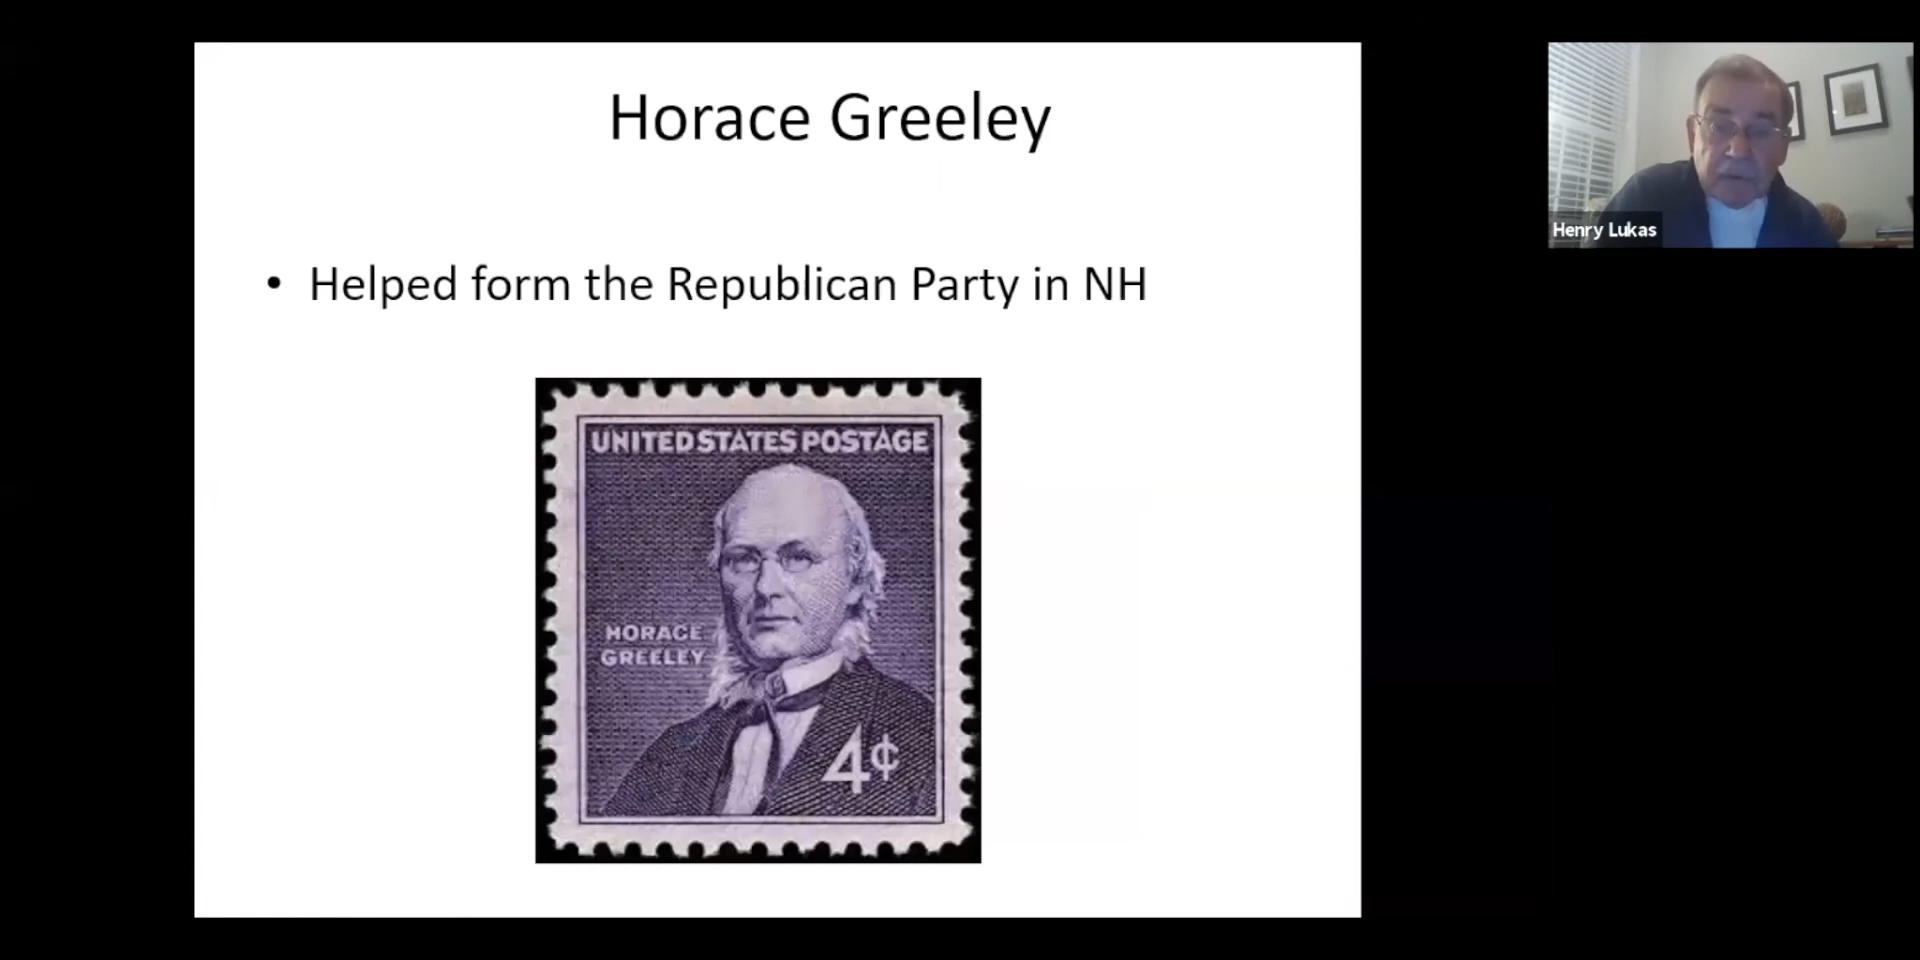 Horace Greeley
• Helped form the Republican Party in NH
UNITED STATES POSTAGE
HORACE
GREELEY
4¢
Henry Lukas